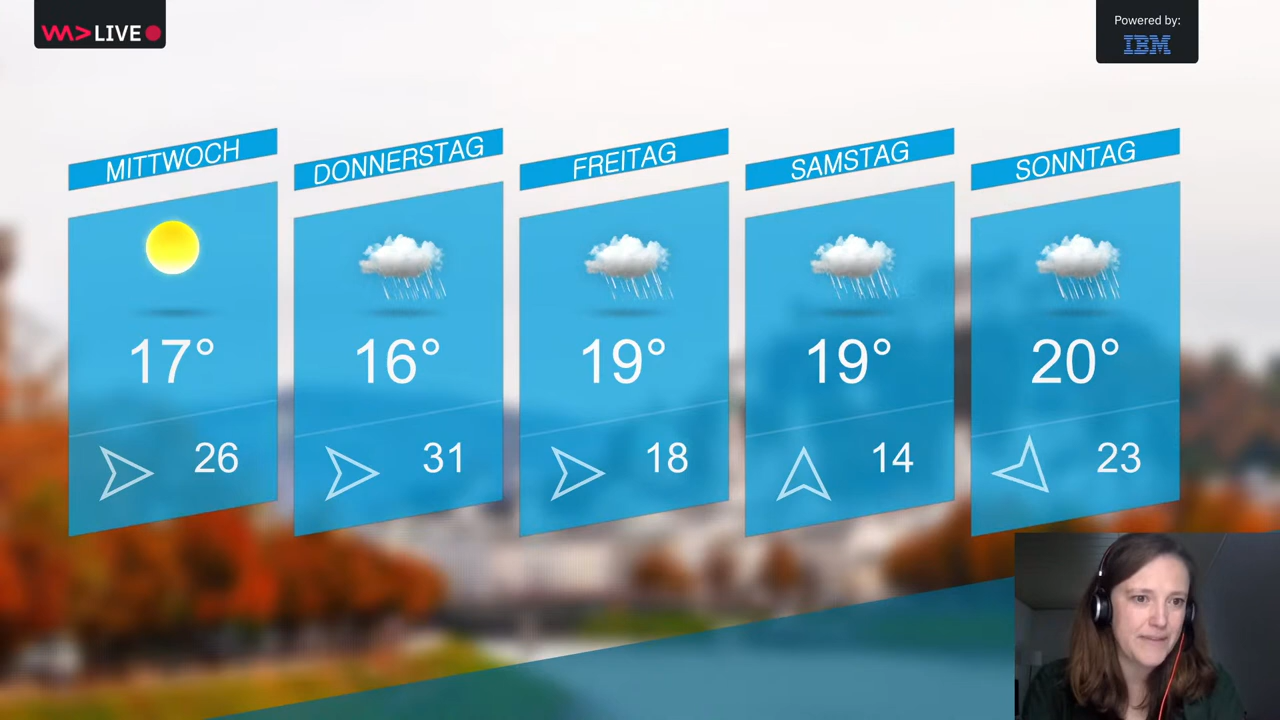 LIVE
Powered by:
IBM
MITTWOCH
DONNERSTAG
FREITAG
SAMSTAG
SONNTAG
17°
16°
19°
19°
20°
26
31
18
14
23